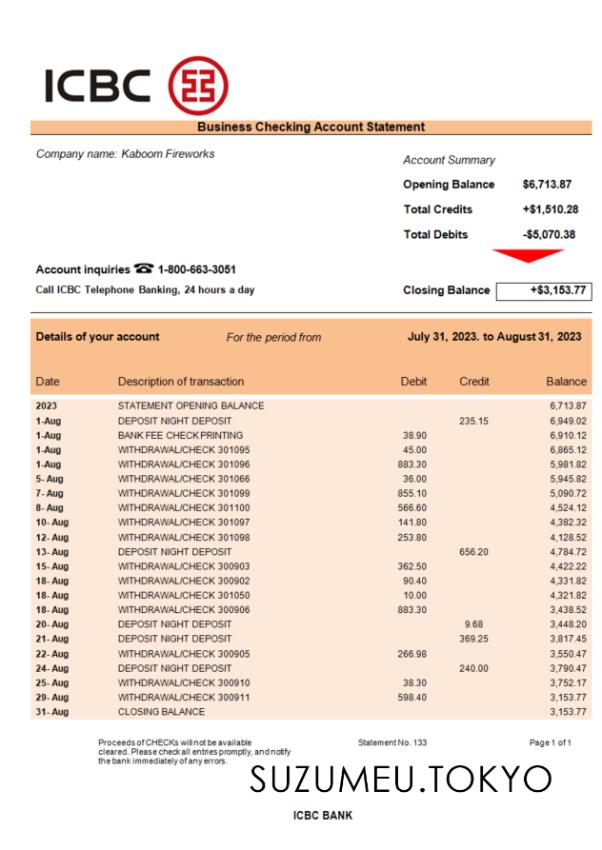 ICBC
Business Checking Account Statement
Company name: Kaboom Fireworks
Account Summary
Opening Balance $6,713.87
Total Credits +$1,510.28
Total Debits -$5,070.38
Account inquiries ☎ 1-800-663-3051
Call ICBC Telephone Banking, 24 hours a day
Closing Balance +$3,153.77
Details of your account For the period from July 31, 2023. to August 31, 2023
Date Description of transaction Debit Credit Balance
2023 STATEMENT OPENING BALANCE 6,713.87
1-Aug DEPOSIT NIGHT DEPOSIT 235.15 6,949.02
1-Aug BANK FEE CHECK PRINTING 38.90 6,910.12
1-Aug WITHDRAWAL/CHECK 301095 45.00 6,865.12
1-Aug WITHDRAWAL/CHECK 301096 883.30 5,981.82
5- Aug WITHDRAWAL/CHECK 301066 36.00 5,945.82
7- Aug WITHDRAWAL/CHECK 301099 855.10 5,090.72
8- Aug WITHDRAWAL/CHECK 301100 566.60 4,524.12
10- Aug WITHDRAWAL/CHECK 301097 141.80 4,382.32
12- Aug WITHDRAWAL/CHECK 301098 253.80 4,128.52
13- Aug DEPOSIT NIGHT DEPOSIT 656.20 4,784.72
15- Aug WITHDRAWAL/CHECK 300903 362.50 4,422.22
18- Aug WITHDRAWAL/CHECK 300902 90.40 4,331.82
18- Aug WITHDRAWAL/CHECK 301050 10.00 4,321.82
18- Aug WITHDRAWAL/CHECK 300906 883.30 3,438.52
20- Aug DEPOSIT NIGHT DEPOSIT 9.68 3,448.20
21- Aug DEPOSIT NIGHT DEPOSIT 369.25 3,817.45
22- Aug WITHDRAWAL/CHECK 300905 266.98 3,550.47
24- Aug DEPOSIT NIGHT DEPOSIT 240.00 3,790.47
25- Aug WITHDRAWAL/CHECK 300910 38.30 3,752.17
29- Aug WITHDRAWAL/CHECK 300911 598.40 3,153.77
31- Aug CLOSING BALANCE 3,153.77
Proceeds of CHECKs will not be available Statement No. 133 Page 1 of 1
cleared. Please check all entries promptly, and notify
the bank immediately of any errors.
SUZUMEU.TOKYO
ICBC BANK